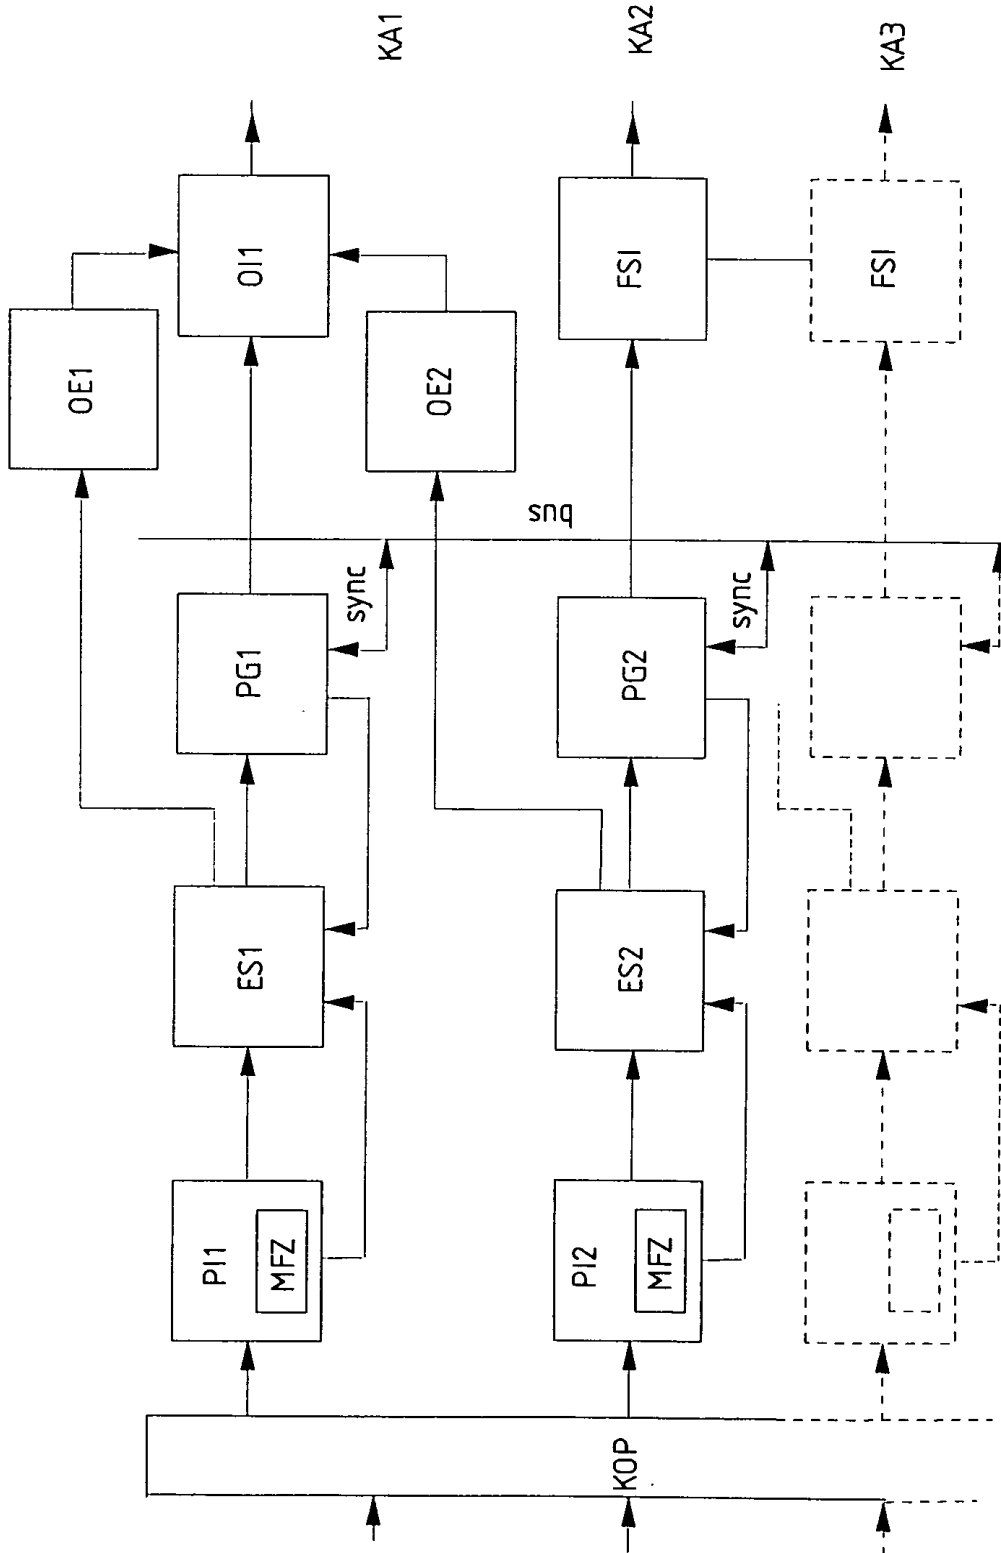 KOP
PI1
MFZ
ES1
PG1
sync
OE1
OI1
OE2
KA1
bus
PI2
MFZ
ES2
PG2
sync
FSI
KA2
FSI
KA3